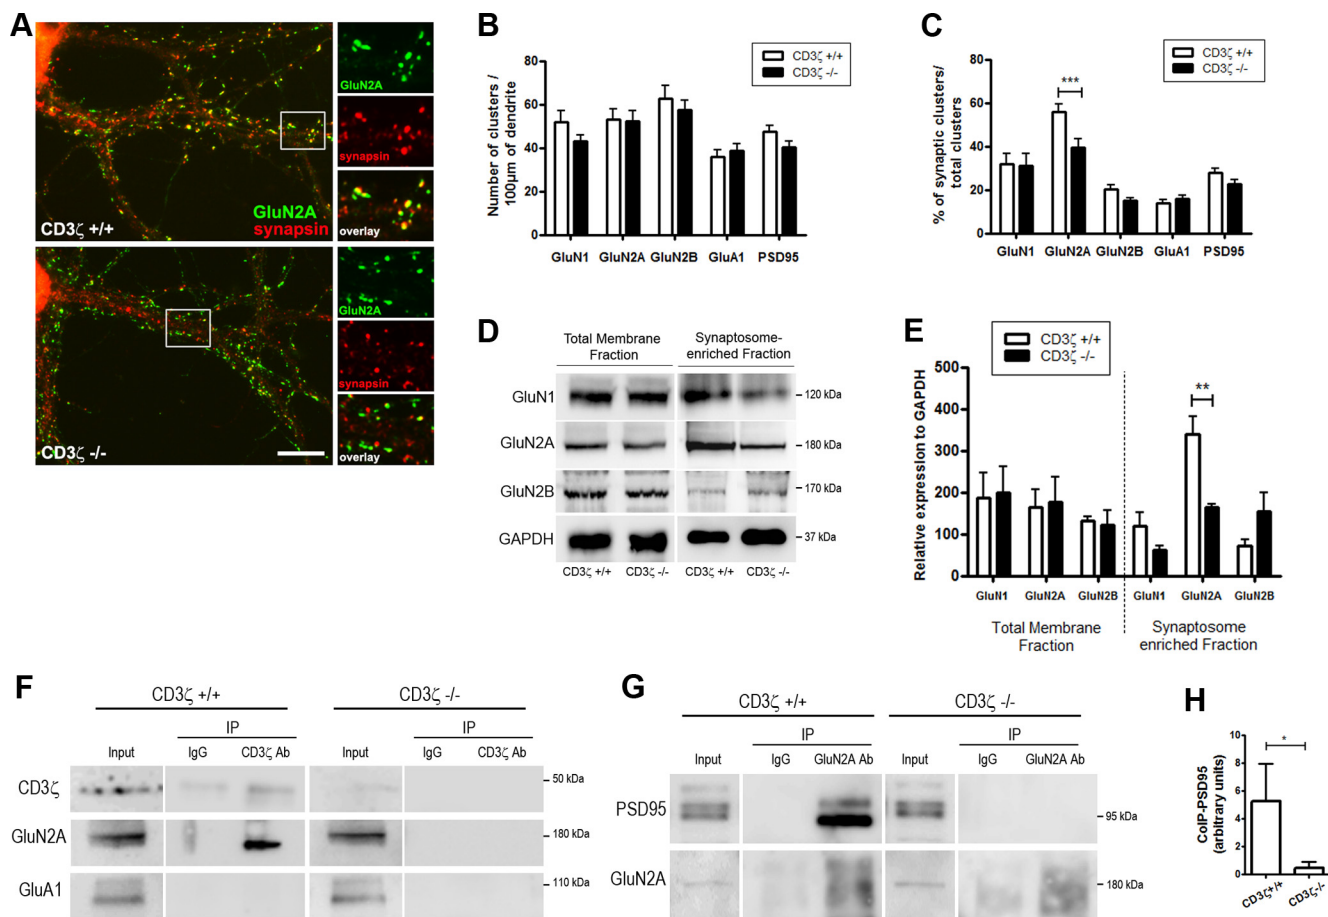 A
GluN2A
synapsin
GluN2A
synapsin
overlay
CD3ζ +/+
GluN2A
synapsin
overlay
CD3ζ -/-
B
CD3ζ +/+
CD3ζ -/-
Number of clusters /
100µm of dendrite
80
60
40
20
0
GluN1 GluN2A GluN2B GluA1 PSD95
C
CD3ζ +/+
CD3ζ -/-
***
% of synaptic clusters/
total clusters
80
60
40
20
0
GluN1 GluN2A GluN2B GluA1 PSD95
D
Total Membrane
Fraction
Synaptosome-
enriched Fraction
GluN1
120 kDa
GluN2A
180 kDa
GluN2B
170 kDa
GAPDH
37 kDa
CD3ζ +/+ CD3ζ -/- CD3ζ +/+ CD3ζ -/-
E
CD3ζ +/+
CD3ζ -/-
**
Relative expression to GAPDH
500
400
300
200
100
0
GluN1 GluN2A GluN2B GluN1 GluN2A GluN2B
Total Membrane
Fraction
Synaptosome
enriched Fraction
F
CD3ζ +/+ CD3ζ -/-
IP IP
Input IgG CD3ζ Ab Input IgG CD3ζ Ab
CD3ζ
50 kDa
GluN2A
180 kDa
GluA1
110 kDa
G
CD3ζ +/+ CD3ζ -/-
IP IP
Input IgG GluN2A Ab Input IgG GluN2A Ab
PSD95
95 kDa
GluN2A
180 kDa
H
*
CoIP-PSD95
(arbitrary units)
10
8
6
4
2
0
CD3ζ+/+ CD3ζ-/-